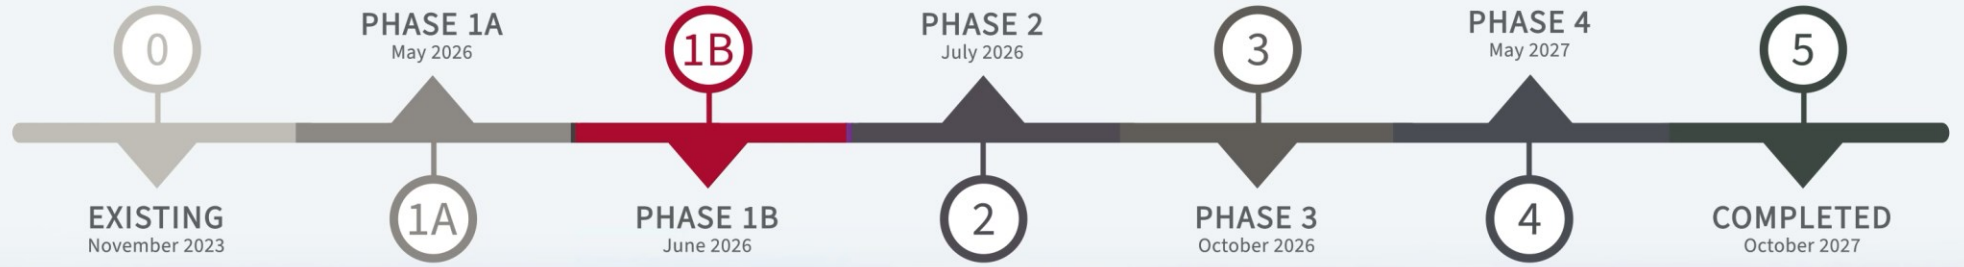 0
EXISTING
November 2023
PHASE 1A
May 2026
1A
1B
PHASE 1B
June 2026
PHASE 2
July 2026
2
3
PHASE 3
October 2026
PHASE 4
May 2027
4
5
COMPLETED
October 2027